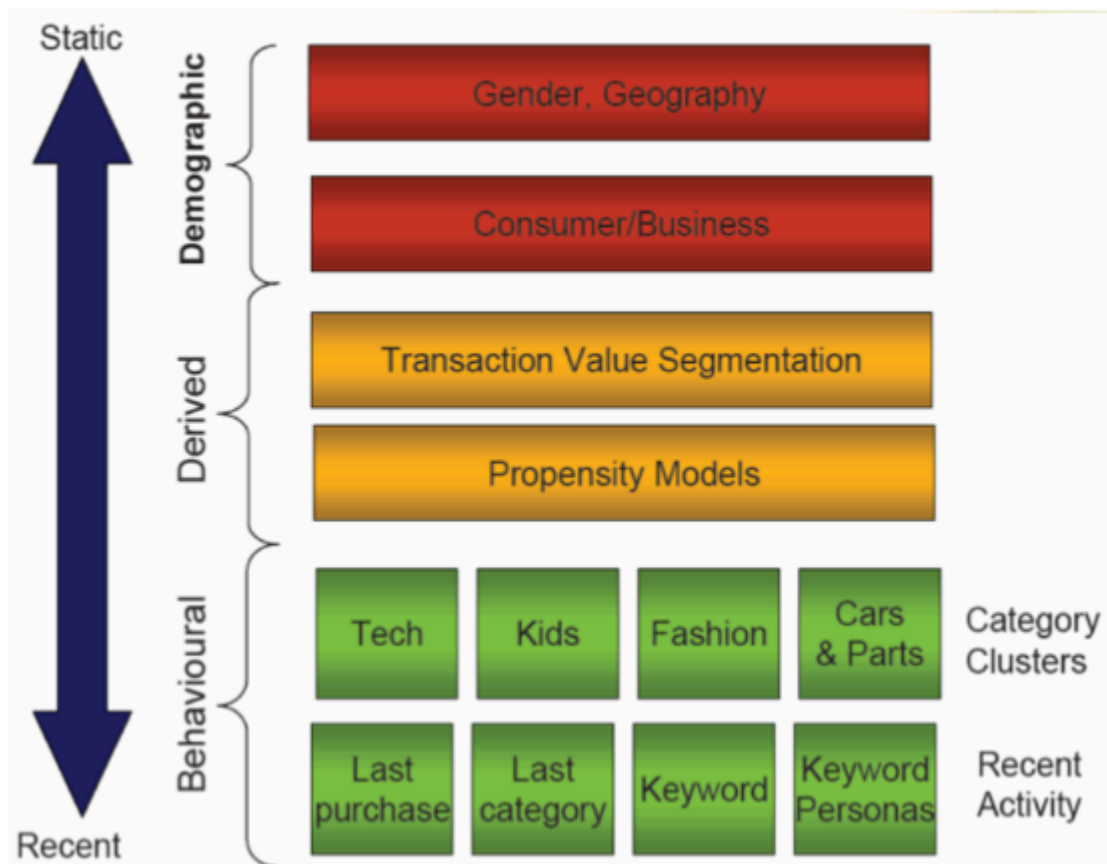 Static
Demographic
Gender, Geography
Consumer/Business
Derived
Transaction Value Segmentation
Propensity Models
Behavioural
Tech
Kids
Fashion
Cars
& Parts
Category
Clusters
Last
purchase
Last
category
Keyword
Keyword
Personas
Recent
Activity
Recent